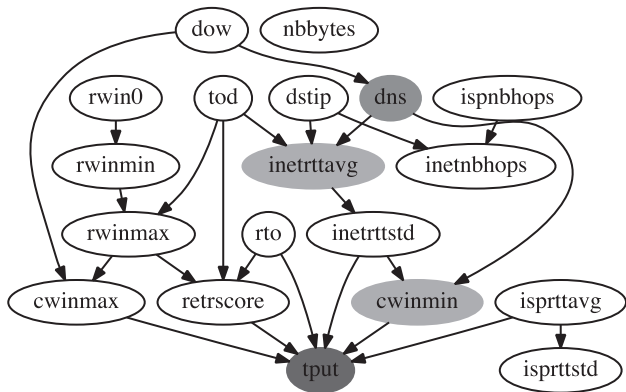 dow nbbytes
rwin0 tod dstip dns ispnbhops
rwinmin inetrttavg inetnbhops
rwinmax rto inetrttstd
cwinmax retrscore cwinmin isprttavg
tput isprttstd